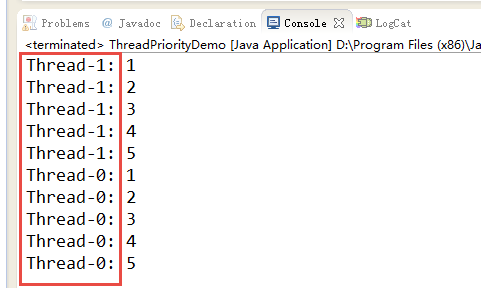 Problems @ Javadoc Declaration Console LogCat
<terminated> ThreadPriorityDemo [Java Application] D:\Program Files (x86)\Ja
Thread-1: 1
Thread-1: 2
Thread-1: 3
Thread-1: 4
Thread-1: 5
Thread-0: 1
Thread-0: 2
Thread-0: 3
Thread-0: 4
Thread-0: 5